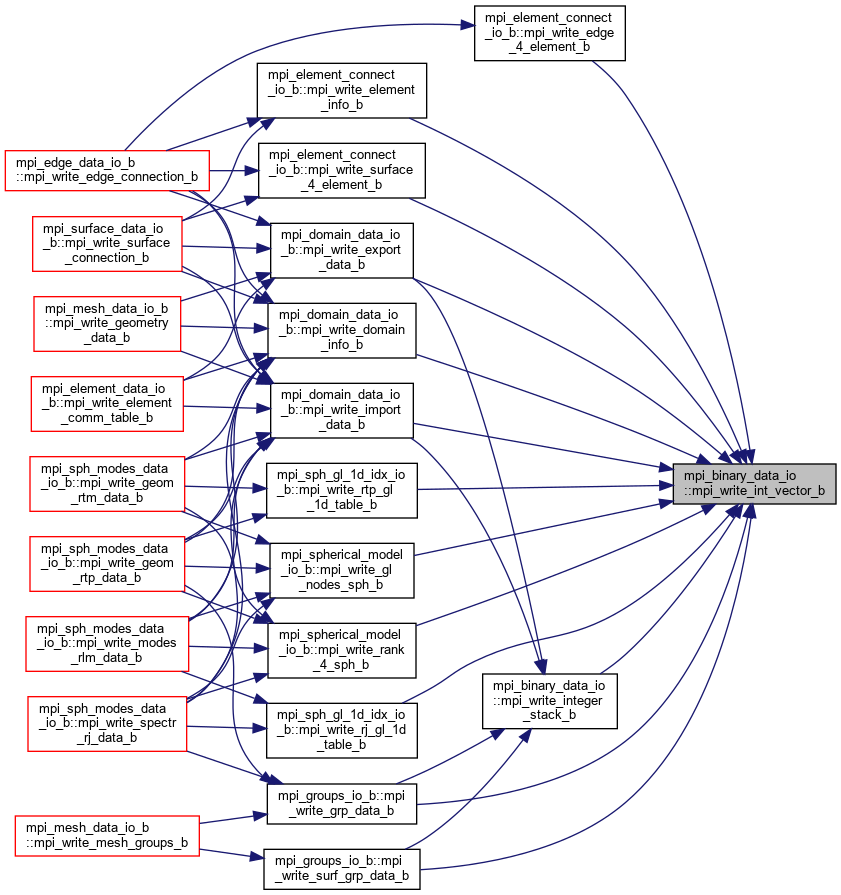 mpi_element_connect
_io_b::mpi_write_edge
_4_element_b
mpi_element_connect
_io_b::mpi_write_element
_info_b
mpi_edge_data_io_b
::mpi_write_edge_connection_b
mpi_element_connect
_io_b::mpi_write_surface
_4_element_b
mpi_surface_data_io
_b::mpi_write_surface
_connection_b
mpi_domain_data_io
_b::mpi_write_export
_data_b
mpi_mesh_data_io_b
::mpi_write_geometry
_data_b
mpi_domain_data_io
_b::mpi_write_domain
_info_b
mpi_element_data_io
_b::mpi_write_element
_comm_table_b
mpi_domain_data_io
_b::mpi_write_import
_data_b
mpi_sph_modes_data
_io_b::mpi_write_geom
_rtm_data_b
mpi_sph_gl_1d_idx_io
_b::mpi_write_rtp_gl
_1d_table_b
mpi_binary_data_io
::mpi_write_int_vector_b
mpi_sph_modes_data
_io_b::mpi_write_geom
_rtp_data_b
mpi_spherical_model
_io_b::mpi_write_gl
_nodes_sph_b
mpi_sph_modes_data
_io_b::mpi_write_modes
_rlm_data_b
mpi_spherical_model
_io_b::mpi_write_rank
_4_sph_b
mpi_sph_modes_data
_io_b::mpi_write_spectr
_rj_data_b
mpi_sph_gl_1d_idx_io
_b::mpi_write_rj_gl_1d
_table_b
mpi_binary_data_io
::mpi_write_integer
_stack_b
mpi_groups_io_b::mpi
_write_grp_data_b
mpi_mesh_data_io_b
::mpi_write_mesh_groups_b
mpi_groups_io_b::mpi
_write_surf_grp_data_b